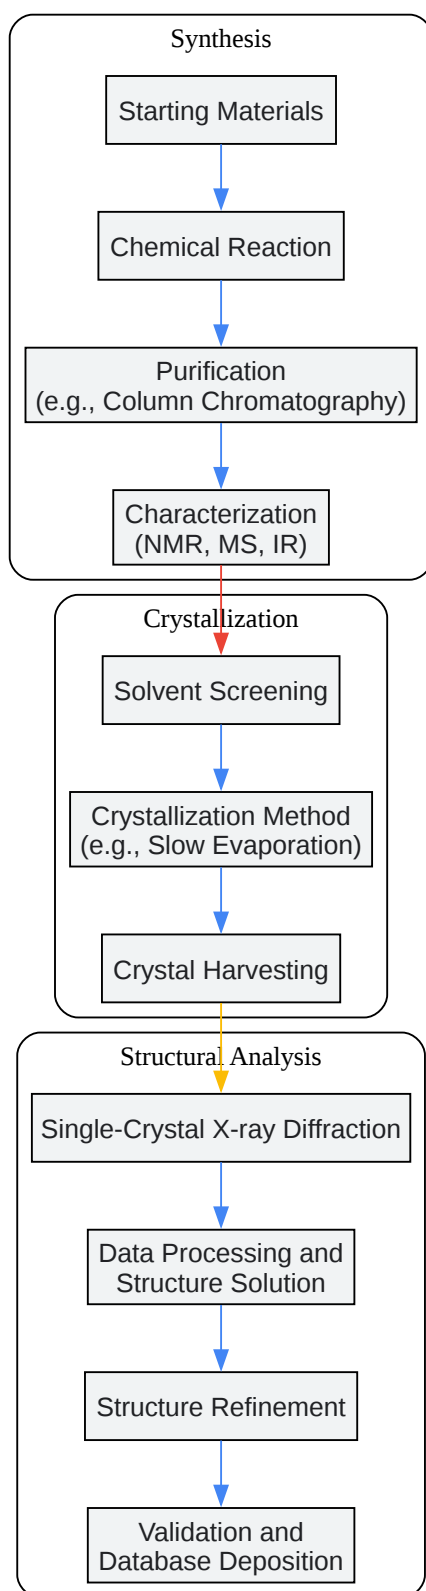 Synthesis
Starting Materials
Chemical Reaction
Purification
(e.g., Column Chromatography)
Characterization
(NMR, MS, IR)
Crystallization
Solvent Screening
Crystallization Method
(e.g., Slow Evaporation)
Crystal Harvesting
Structural Analysis
Single-Crystal X-ray Diffraction
Data Processing and
Structure Solution
Structure Refinement
Validation and
Database Deposition